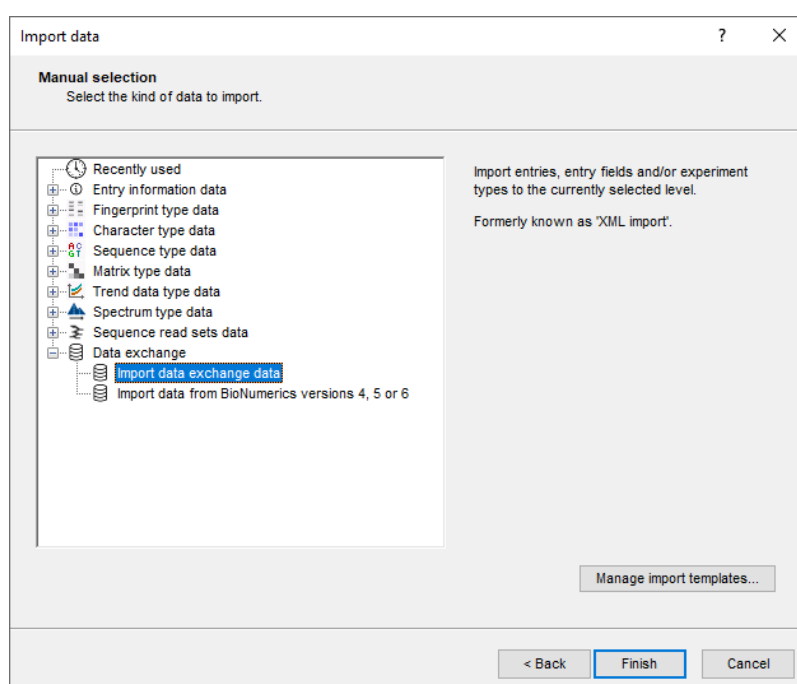 Import data
?
Manual selection
Select the kind of data to import.
Recently used
Entry information data
Fingerprint type data
Character type data
Sequence type data
Matrix type data
Trend data type data
Spectrum type data
Sequence read sets data
Data exchange
Import data exchange data
Import data from BioNumerics versions 4, 5 or 6
Import entries, entry fields and/or experiment
types to the currently selected level.
Formerly known as 'XML import'.
Manage import templates...
< Back
Finish
Cancel